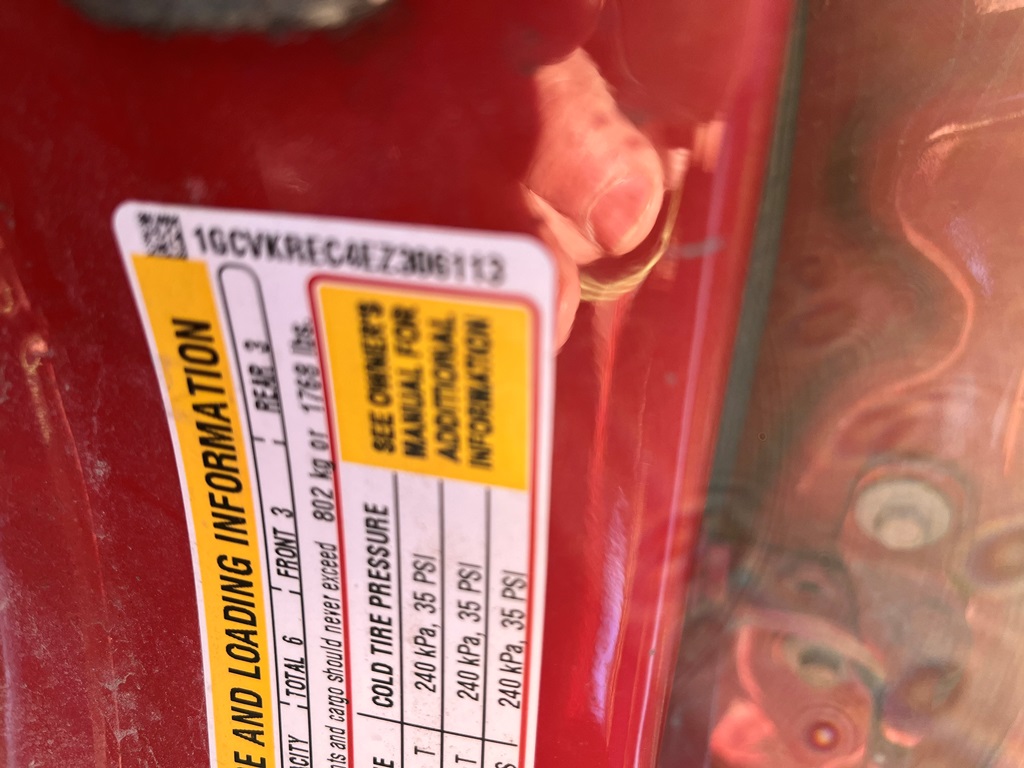 1GCVKREC4EZ306113
RE AND LOADING INFORMATION
CITY TOTAL 6 FRONT 3 REAR 3
nts and cargo should never exceed 802 kg or 1768 lbs.
COLD TIRE PRESSURE
240 kPa, 35 PSI
240 kPa, 35 PSI
240 kPa, 35 PSI
SEE OWNER'S
MANUAL FOR
ADDITIONAL
INFORMATION